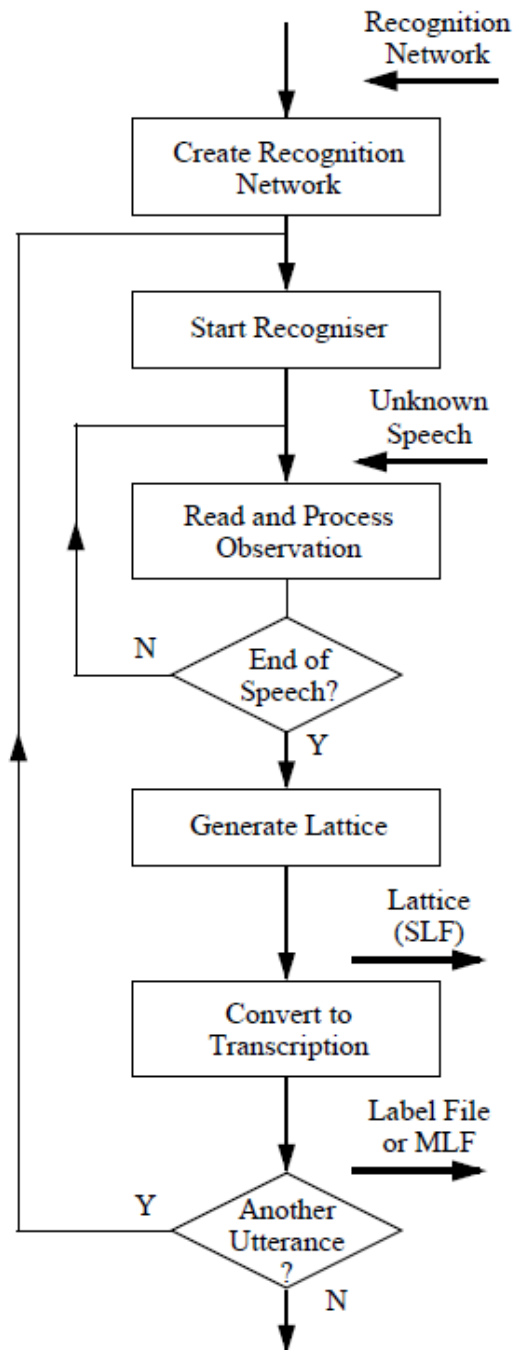 Recognition
Network
Create Recognition
Network
Start Recogniser
Unknown
Speech
Read and Process
Observation
N
End of
Speech?
Y
Generate Lattice
Lattice
(SLF)
Convert to
Transcription
Label File
or MLF
Y
Another
Utterance
?
N